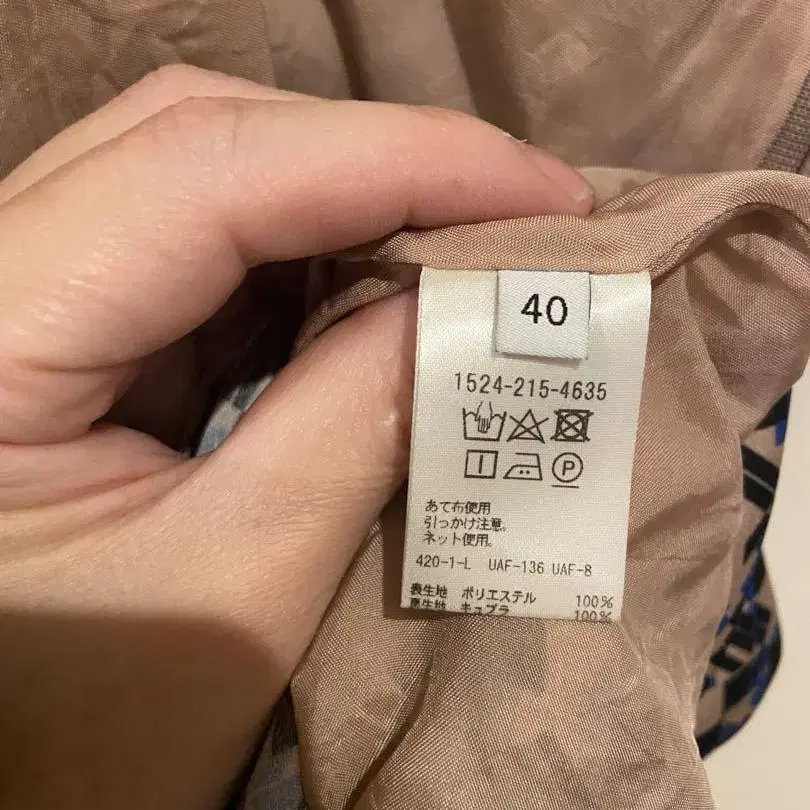 40
1524-215-4635
P
あて布使用
引っかけ注意。
ネット使用。
420-1-L UAF-136 UAF-8
表生地 ポリエステル 100%
裏生地 キュプラ 100%